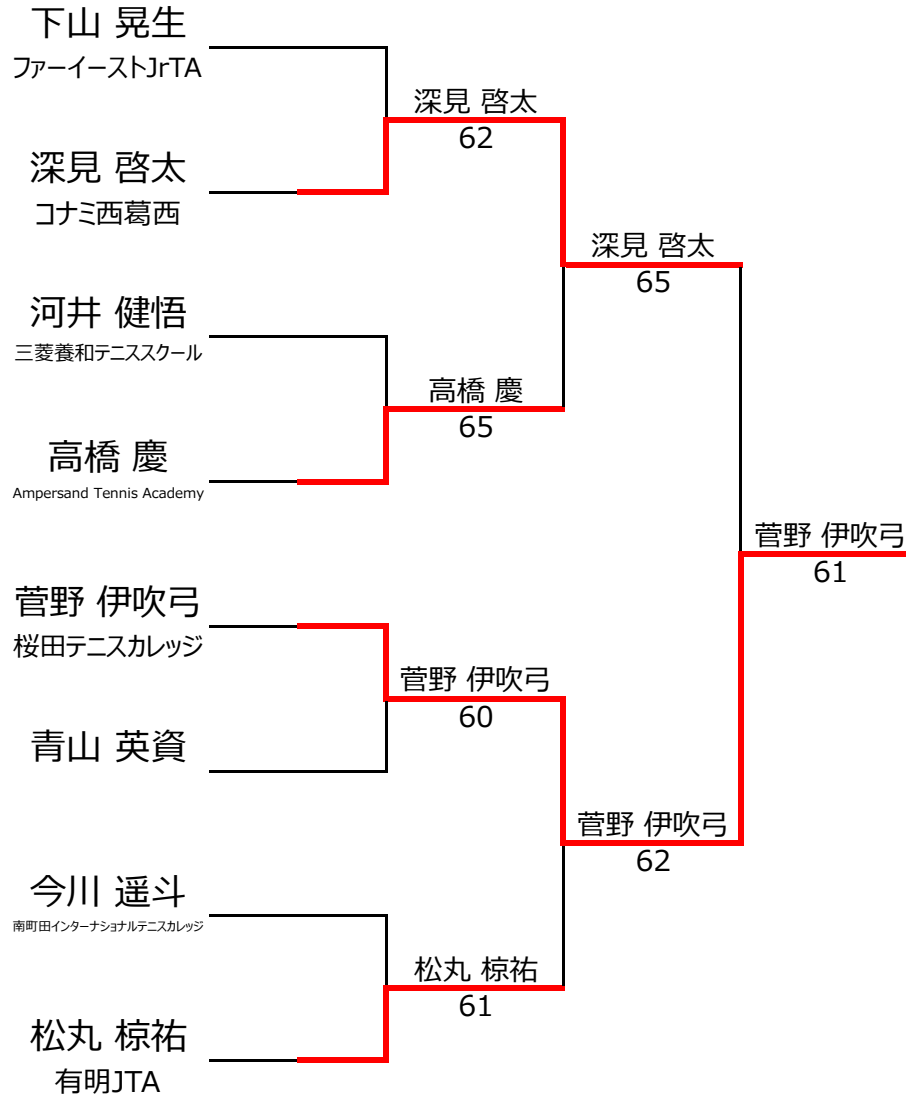 下山 晃生
ファーイーストJrTA
深見 啓太
62
深見 啓太
コナミ西葛西
深見 啓太
65
河井 健悟
三菱養和テニススクール
高橋 慶
65
高橋 慶
Ampersand Tennis Academy
菅野 伊吹弓
61
菅野 伊吹弓
桜田テニスカレッジ
菅野 伊吹弓
60
青山 英資
菅野 伊吹弓
62
今川 遥斗
南町田インターナショナルテニスカレッジ
松丸 椋祐
61
松丸 椋祐
有明JTA